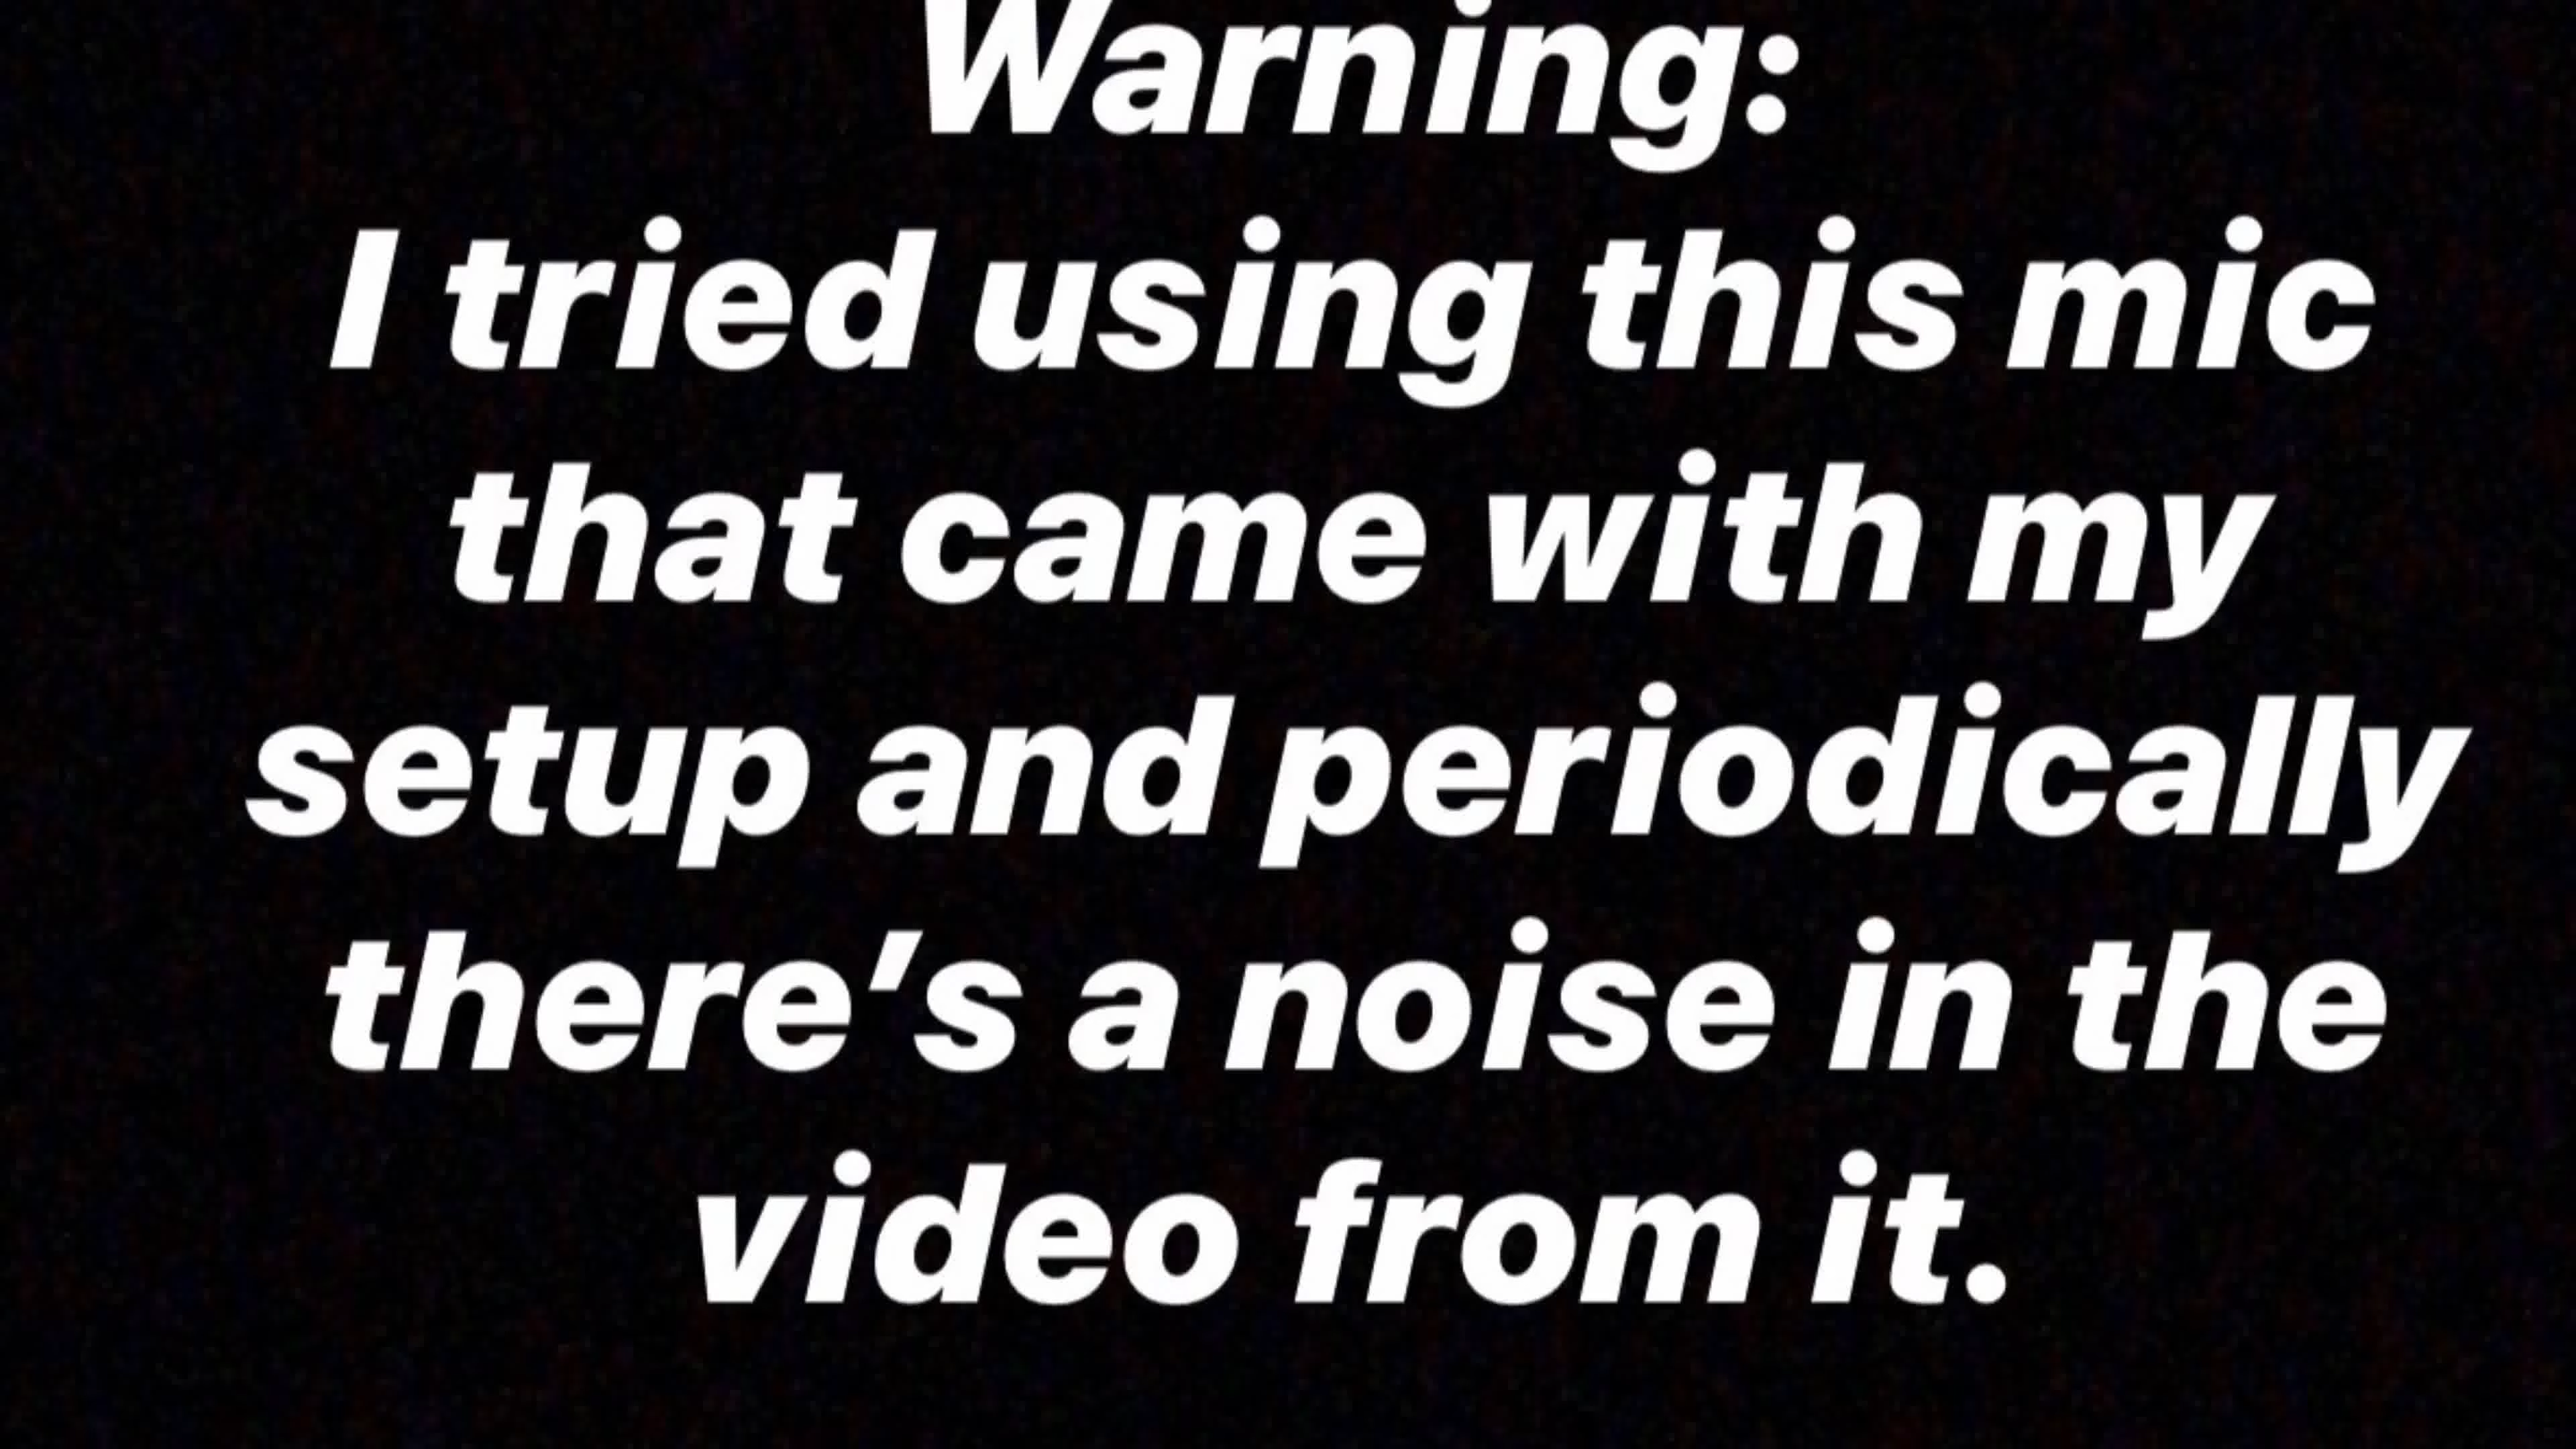 Warning:
I tried using this mic
that came with my
setup and periodically
there’s a noise in the
video from it.